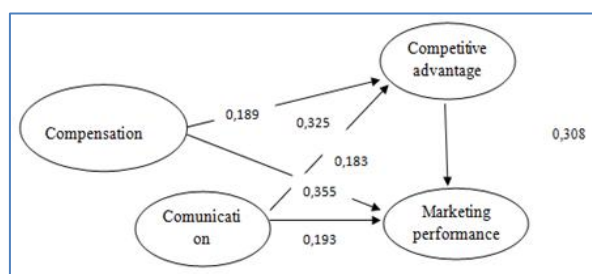 Competitive
advantage
0,189
0,325
Compensation
0,308
0,183
0,355
Comunicati
on
Marketing
performance
0,193